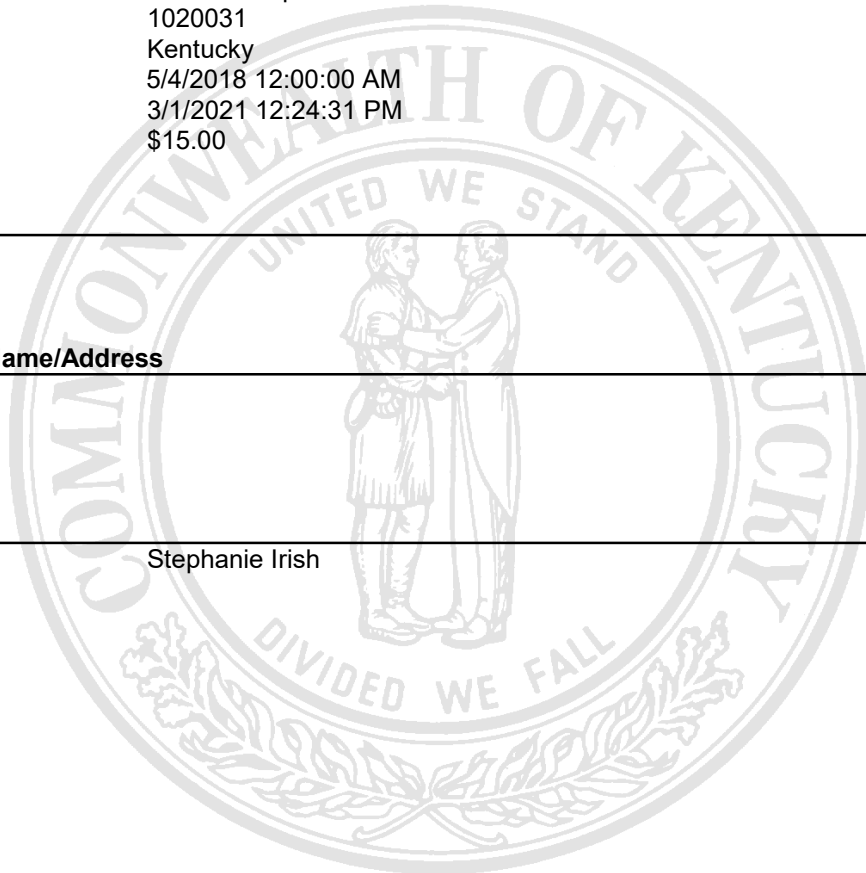 1020031
Kentucky
5/4/2018 12:00:00 AM
3/1/2021 12:24:31 PM
$15.00
COMMONWEALTH OF KENTUCKY
UNITED WE STAND
ame/Address
Stephanie Irish
DIVIDED WE FALL